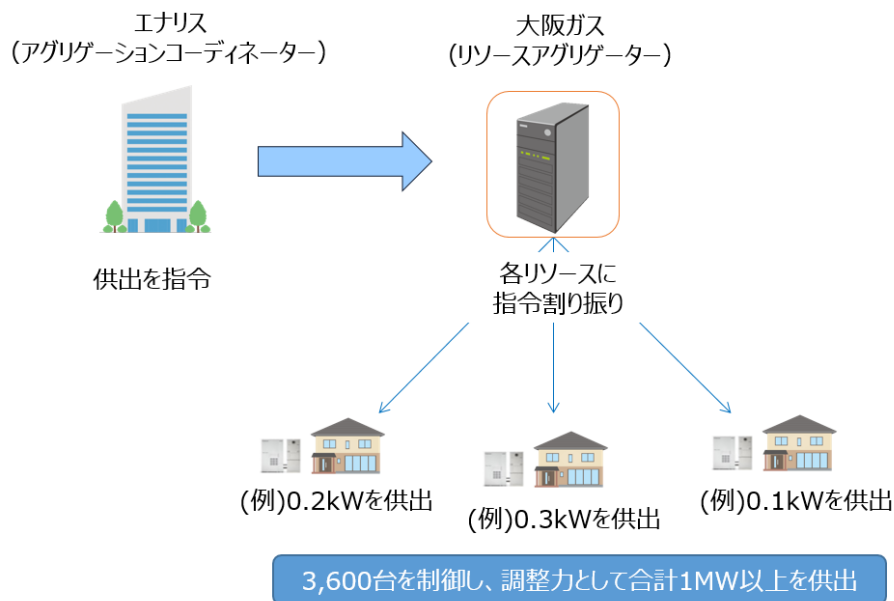 エナリス
（アグリゲーションコーディネーター）
大阪ガス
（リソースアグリゲーター）
供出を指令
各リソースに
指令割り振り
(例)0.2kWを供出
(例)0.3kWを供出
(例)0.1kWを供出
3,600台を制御し、調整力として合計1MW以上を供出